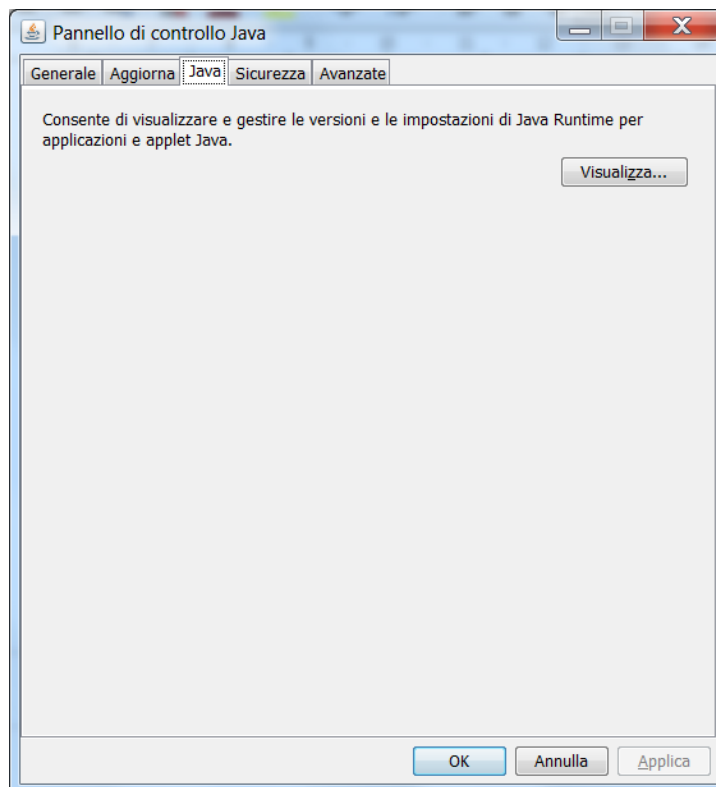 Pannello di controllo Java
Generale Aggiorna Java Sicurezza Avanzate
Consente di visualizzare e gestire le versioni e le impostazioni di Java Runtime per
applicazioni e applet Java.
Visualizza...
OK Annulla Applica